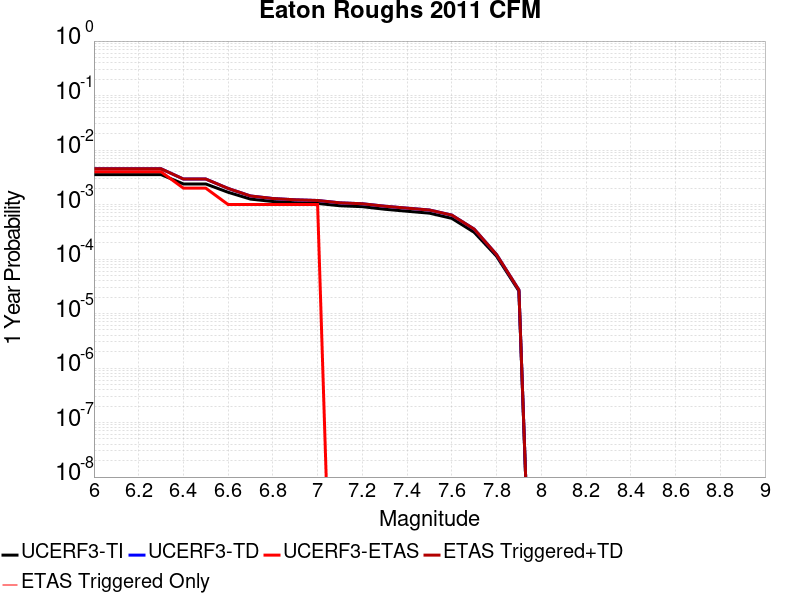 Eaton Roughs 2011 CFM
10^0
10^-1
10^-2
10^-3
10^-4
10^-5
10^-6
10^-7
10^-8
1 Year Probability
6 6.2 6.4 6.6 6.8 7 7.2 7.4 7.6 7.8 8 8.2 8.4 8.6 8.8 9
Magnitude
UCERF3-TI UCERF3-TD UCERF3-ETAS ETAS Triggered+TD
ETAS Triggered Only